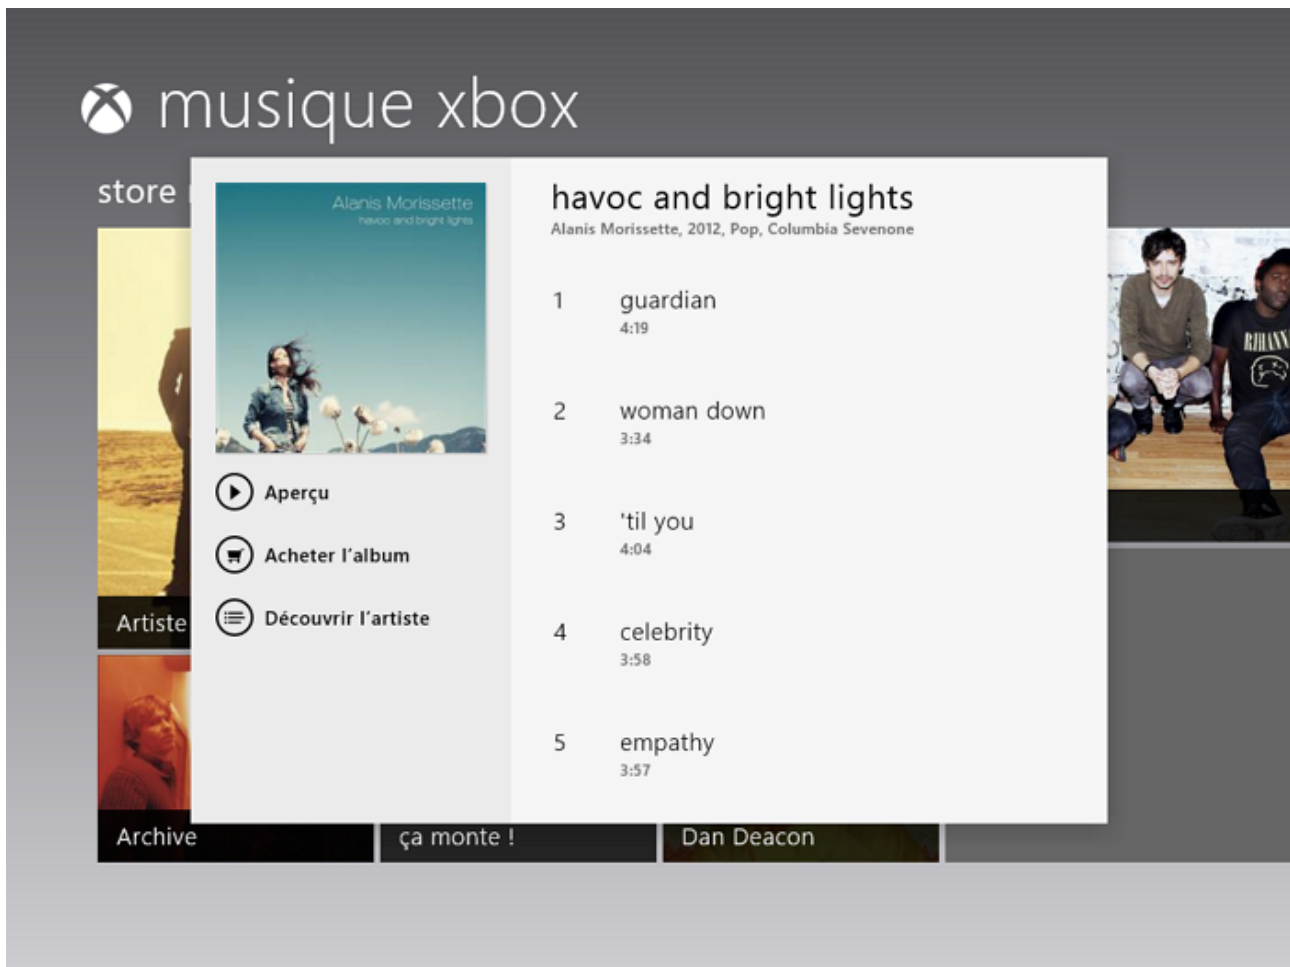 musique xbox
store
Alanis Morissette
havoc and bright lights
Aperçu
Acheter l'album
Découvrir l'artiste
havoc and bright lights
Alanis Morissette, 2012, Pop, Columbia Sevenone
1 guardian
4:19
2 woman down
3:34
3 'til you
4:04
4 celebrity
3:58
5 empathy
3:57
Artiste
Archive
ça monte !
Dan Deacon